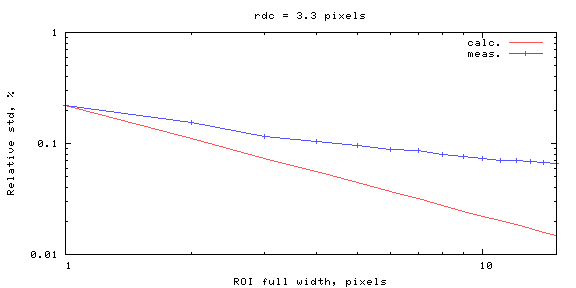 rdc = 3.3 pixels
1
calc.
meas.
Relative std, %
0.1
0.01
1
10
ROI full width, pixels